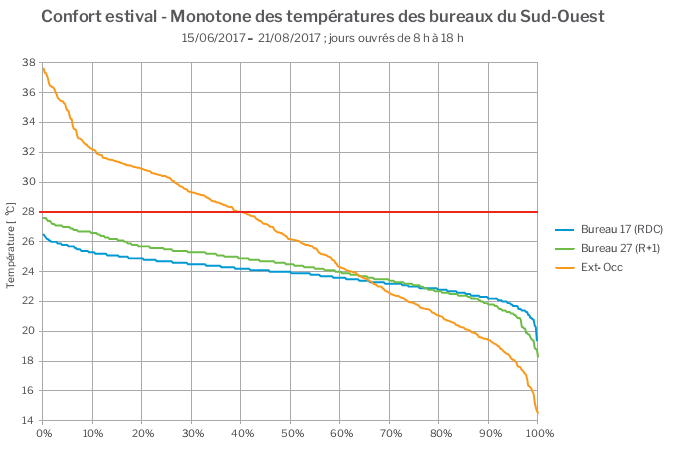 Confort estival - Monotone des températures des bureaux du Sud-Ouest
15/06/2017 - 21/08/2017 ; jours ouvrés de 8 h à 18 h
Température [ °C]
38
36
34
32
30
28
26
24
22
20
18
16
14
0% 10% 20% 30% 40% 50% 60% 70% 80% 90% 100%
Bureau 17 (RDC)
Bureau 27 (R+1)
Ext- Occ